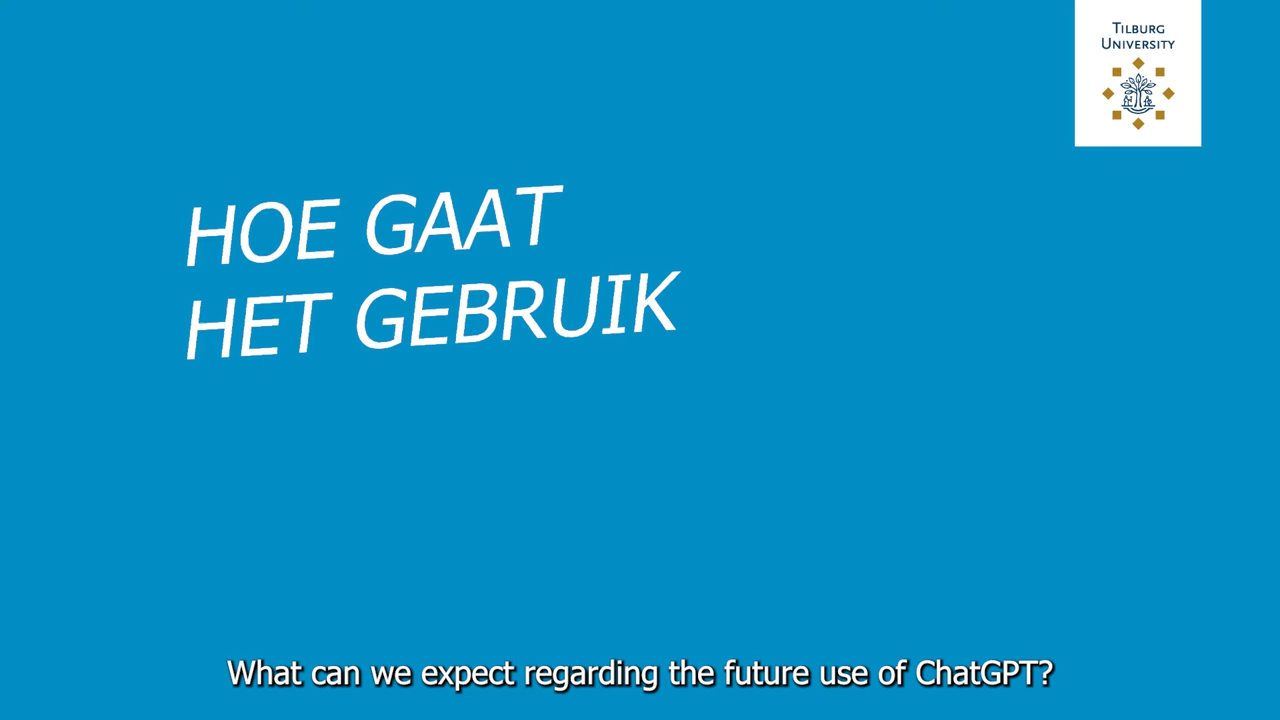 TILBURG
UNIVERSITY
HOE GAAT
HET GEBRUIK
What can we expect regarding the future use of ChatGPT?